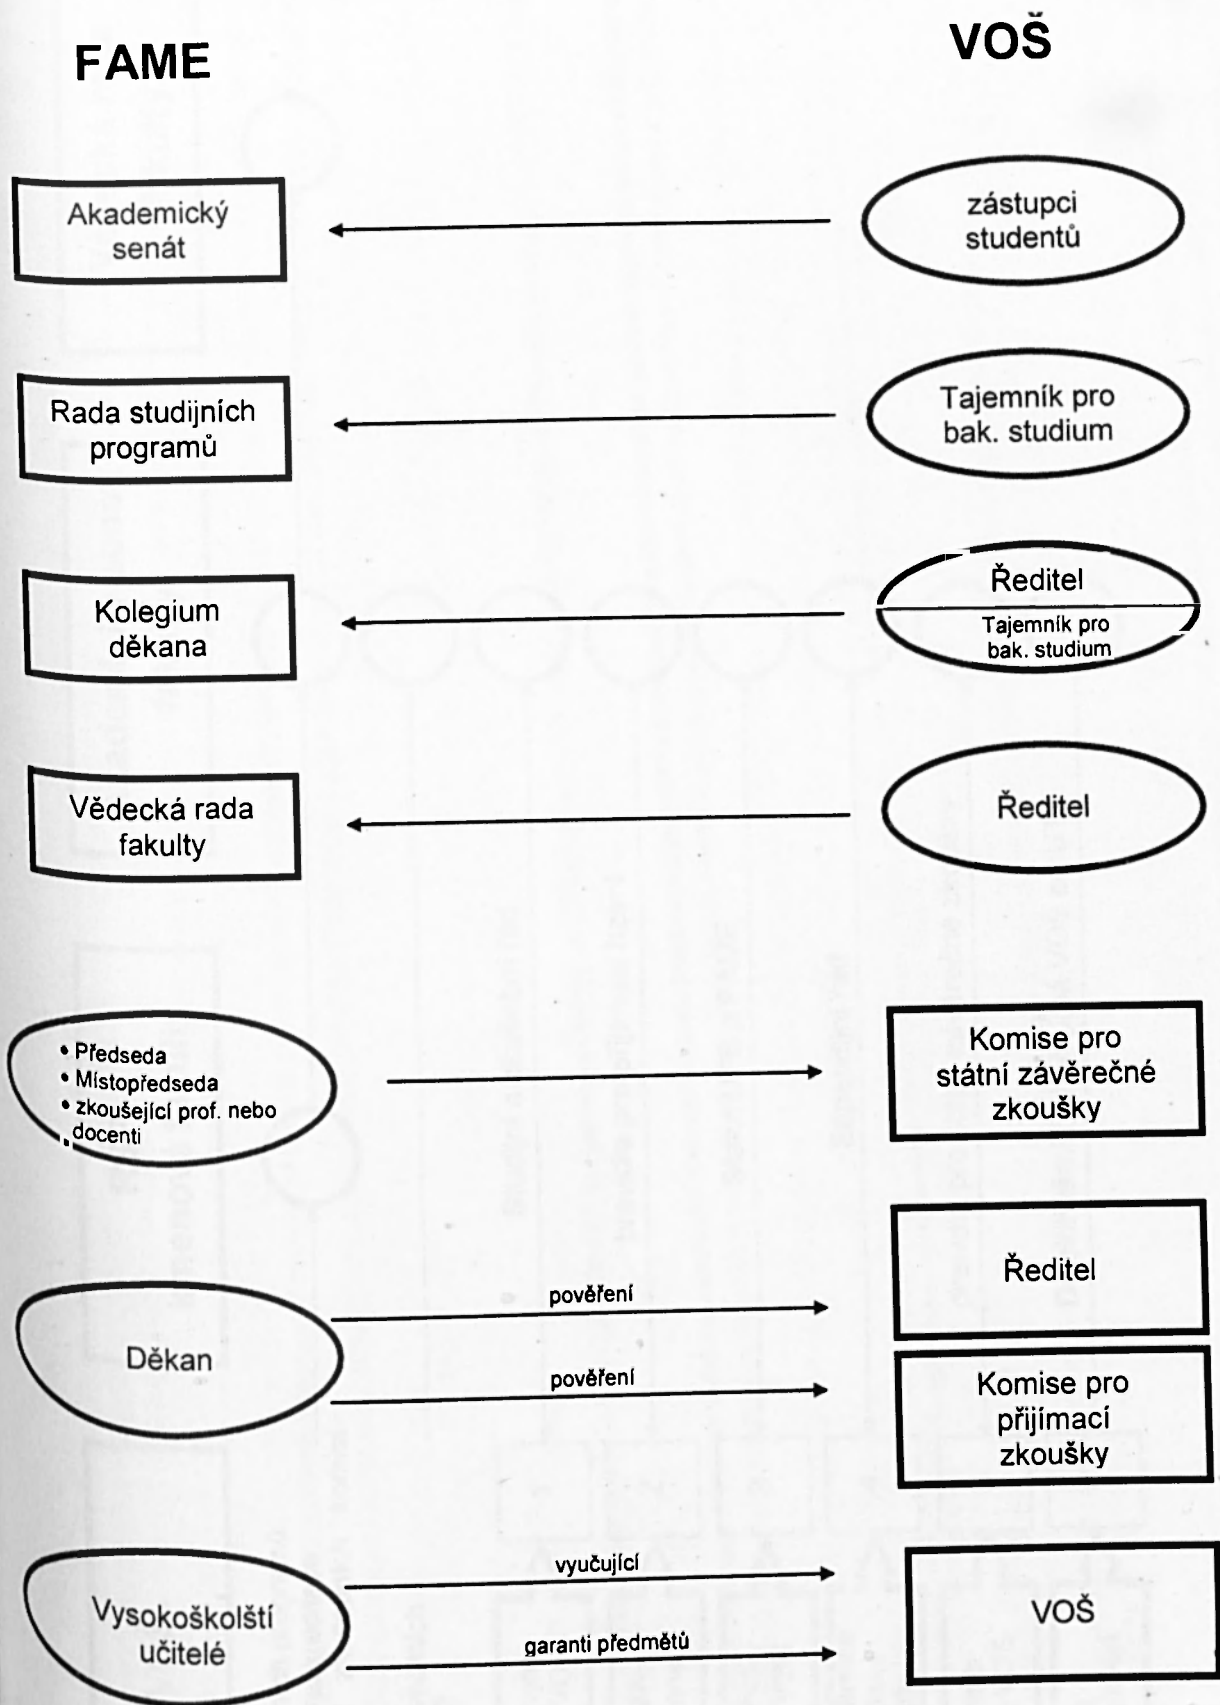 FAME
VOŠ
Akademický
senát
zástupci
studentů
Rada studijních
programů
Tajemník pro
bak. studium
Kolegium
děkana
Ředitel
Tajemník pro
bak. studium
Vědecká rada
fakulty
Ředitel
• Předseda
• Místopředseda
• zkoušející prof. nebo
docenti
Komise pro
státní závěrečné
zkoušky
Děkan
pověření
Ředitel
pověření
Komise pro
přijímací
zkoušky
Vysokoškolští
učitelé
vyučující
garanti předmětů
VOŠ